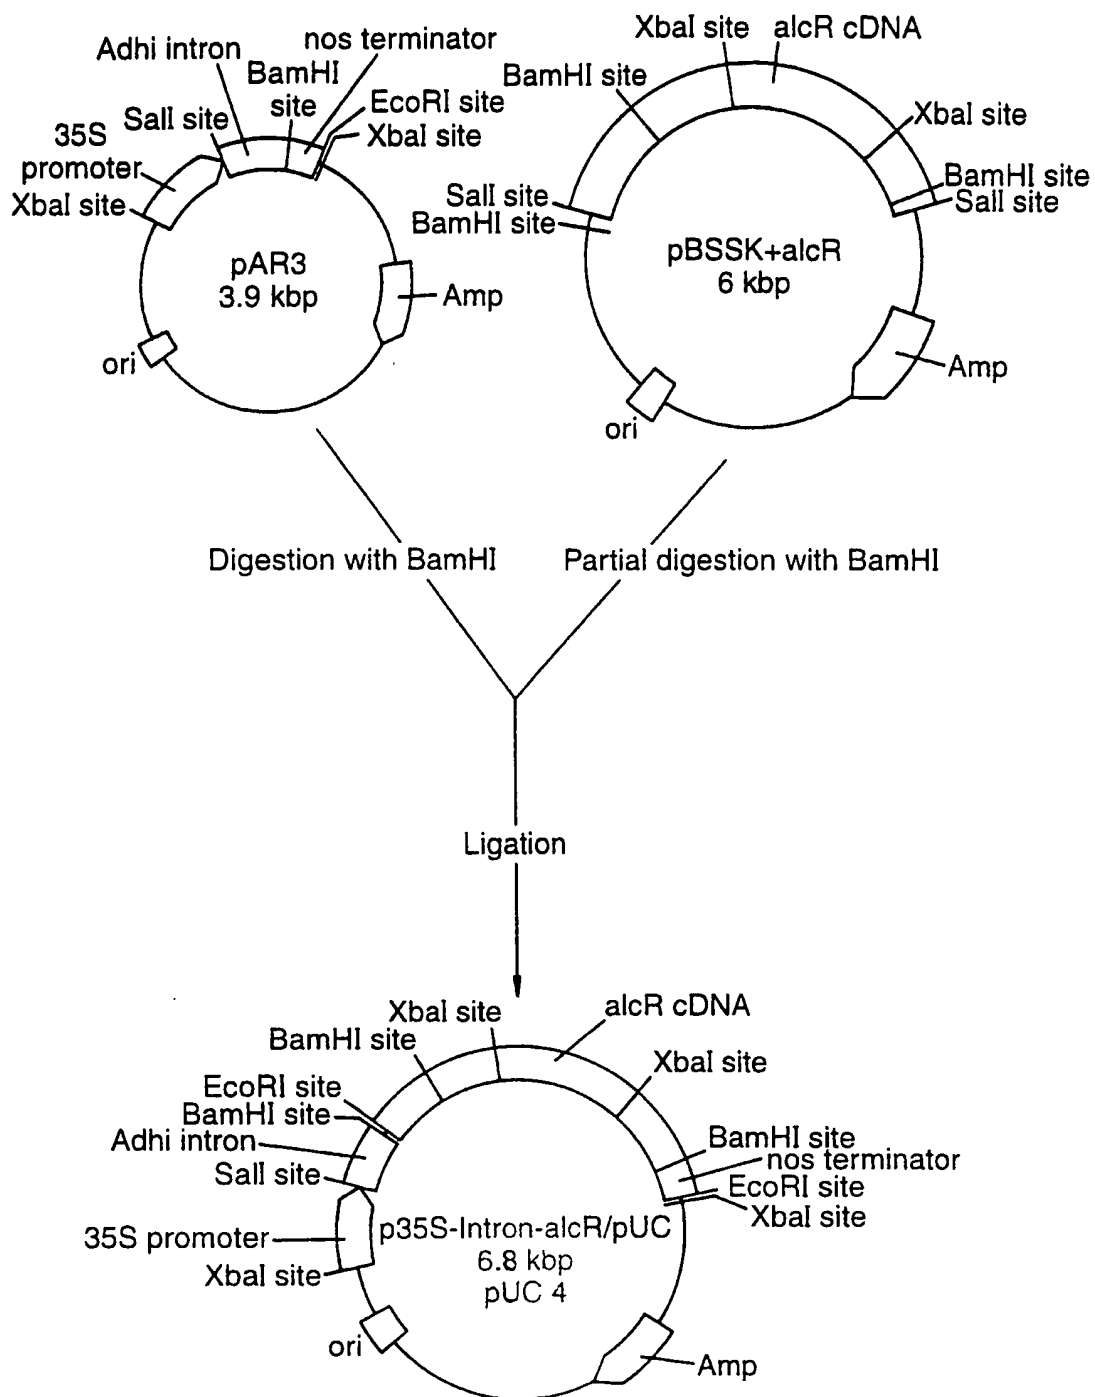 Adhi intron
nos terminator
BamHI
site
EcoRI site
SalI site
XbaI site
35S
promoter
XbaI site
pAR3
3.9 kbp
Amp
ori
XbaI site
alcR cDNA
BamHI site
XbaI site
BamHI site
SalI site
SalI site
BamHI site
pBSSK+alcR
6 kbp
Amp
ori
Digestion with BamHI
Partial digestion with BamHI
Ligation
XbaI site
alcR cDNA
BamHI site
XbaI site
EcoRI site
BamHI site
Adhi intron
SalI site
BamHI site
nos terminator
EcoRI site
XbaI site
35S promoter
p35S-Intron-alcR/pUC
6.8 kbp
pUC 4
XbaI site
ori
Amp